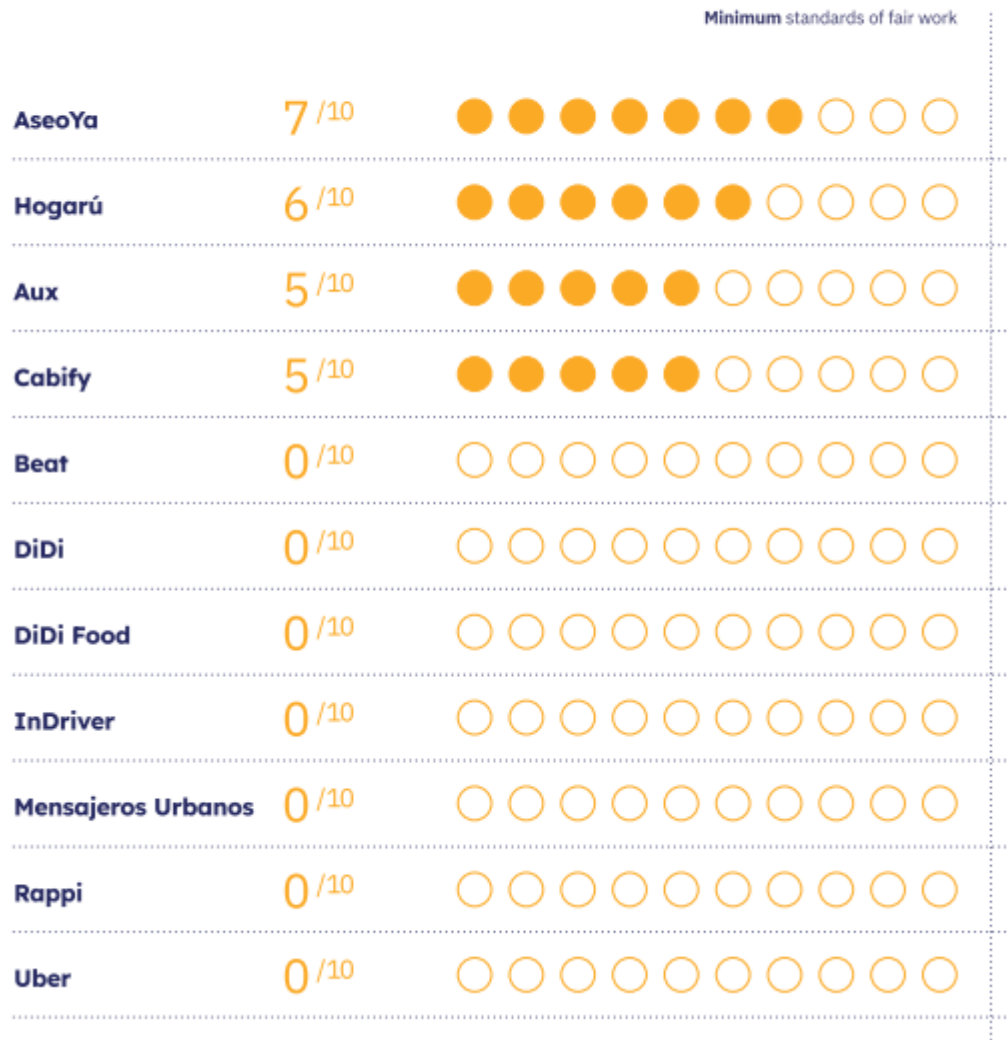 Minimum standards of fair work
AseoYa 7 /10
Hogarú 6 /10
Aux 5 /10
Cabify 5 /10
Beat 0 /10
DiDi 0 /10
DiDi Food 0 /10
InDriver 0 /10
Mensajeros Urbanos 0 /10
Rappi 0 /10
Uber 0 /10